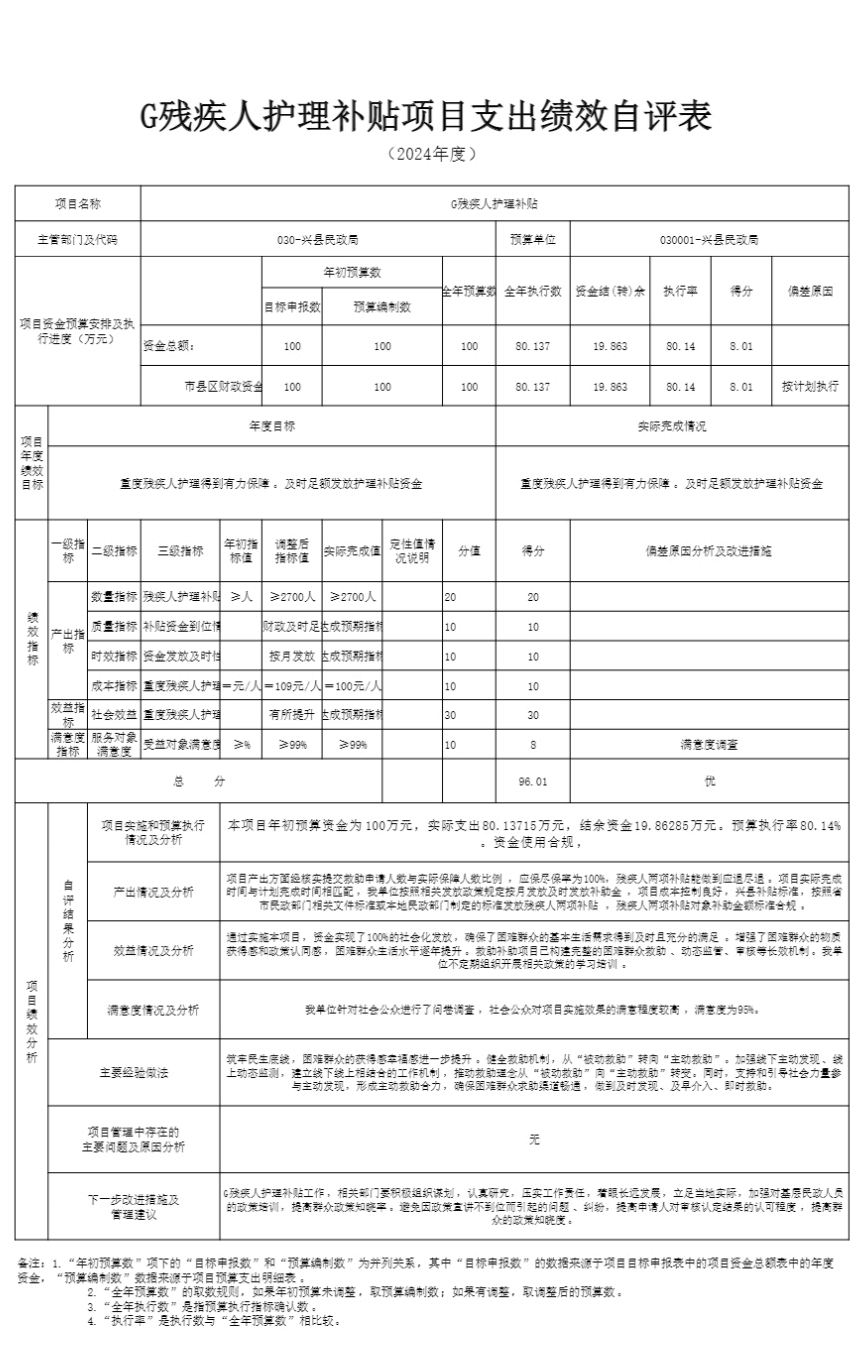 G残疾人护理补贴项目支出绩效自评表
（2024年度）
项目名称
G残疾人护理补贴
主管部门及代码
030-兴县民政局
预算单位
030001-兴县民政局
项目资金预算安排及执
行进度（万元）
年初预算数
目标申报数
预算编制数
全年预算数
全年执行数
资金结(转)余
执行率
得分
偏差原因
资金总额:
100
100
100
80.137
19.863
80.14
8.01
市县区财政资金
100
100
100
80.137
19.863
80.14
8.01
按计划执行
项目
年度
绩效
目标
年度目标
实际完成情况
重度残疾人护理得到有力保障。及时足额发放护理补贴资金
重度残疾人护理得到有力保障。及时足额发放护理补贴资金
绩
效
指
标
一级指
标
二级指标
三级指标
年初指
标值
调整后
指标值
实际完成值
定性值情
况说明
分值
得分
偏差原因分析及改进措施
产出指
标
数量指标
残疾人护理补贴
≥人
≥2700人
≥2700人
20
20
质量指标
补贴资金到位情
财政及时足
达成预期指标
10
10
时效指标
资金发放及时性
按月发放
达成预期指标
10
10
成本指标
重度残疾人护理
＝元/人
＝109元/人
＝100元/人
10
10
效益指
标
社会效益
重度残疾人护理
有所提升
达成预期指标
30
30
满意度
指标
服务对象
满意度
受益对象满意度
≥%
≥99%
≥99%
10
8
满意度调查
总 分
96.01
优
项
目
绩
效
分
析
自
评
结
果
分
析
项目实施和预算执行
情况及分析
本项目年初预算资金为100万元，实际支出80.13715万元，结余资金19.86285万元。预算执行率80.14%
。资金使用合规，
产出情况及分析
项目产出方面经核实提交救助申请人数与实际保障人数比例，应保尽保率为100%，残疾人两项补贴能做到应退尽退。项目实际完成
时间与计划完成时间相匹配，我单位按照相关发放政策规定按月发放及时发放补助金，项目成本控制良好，兴县补贴标准，按照省
市民政部门相关文件标准或本地民政部门制定的标准发放残疾人两项补贴，残疾人两项补贴对象补助金额标准合规。
效益情况及分析
通过实施本项目，资金实现了100%的社会化发放，确保了困难群众的基本生活需求得到及时且充分的满足。增强了困难群众的物质
获得感和政策认同感，困难群众生活水平逐年提升。救助补助项目已构建完整的困难群众救助、动态监管、审核等长效机制。我单
位不定期组织开展相关政策的学习培训。
满意度情况及分析
我单位针对社会公众进行了问卷调查，社会公众对项目实施效果的满意程度较高，满意度为95%。
主要经验做法
筑牢民生底线，困难群众的获得感幸福感进一步提升。健全救助机制，从“被动救助”转向“主动救助”。加强线下主动发现、线
上动态监测，建立线下线上相结合的工作机制，推动救助理念从“被动救助”向“主动救助”转变。同时，支持和引导社会力量参
与主动发现，形成主动救助合力，确保困难群众求助渠道畅通，做到及时发现、及早介入、即时救助。
项目管理中存在的
主要问题及原因分析
无
下一步改进措施及
管理建议
G残疾人护理补贴工作，相关部门要积极组织谋划，认真研究，压实工作责任，着眼长远发展，立足当地实际，加强对基层民政人员
的政策培训，提高群众政策知晓率。避免因政策宣讲不到位而引起的问题、纠纷，提高申请人对审核认定结果的认可程度，提高群
众的政策知晓度。
备注：1.“年初预算数”项下的“目标申报数”和“预算编制数”为并列关系，其中“目标申报数”的数据来源于项目目标申报表中的项目资金总额表中的年度
资金，“预算编制数”数据来源于项目预算支出明细表。
2.“全年预算数”的取数规则，如果年初预算未调整，取预算编制数；如果有调整，取调整后的预算数。
3.“全年执行数”是指预算执行指标确认数。
4.“执行率”是执行数与“全年预算数”相比较。